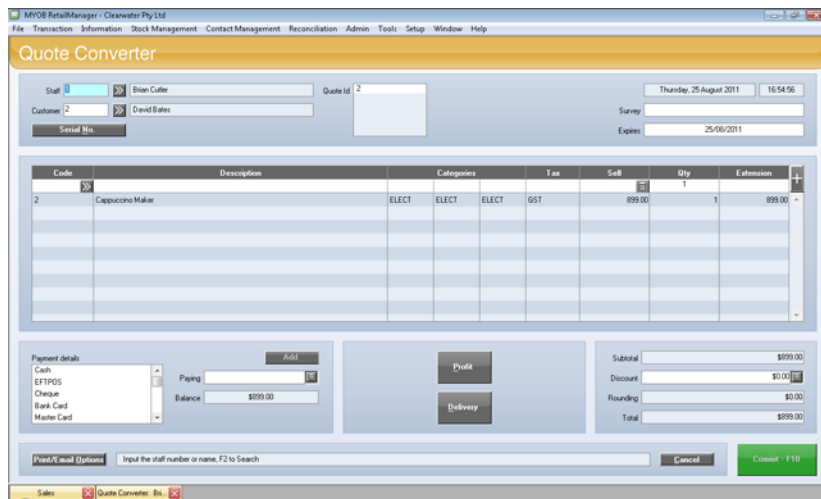 MYOB RetailManager - Clearwater Pty Ltd
File Transaction Information Stock Management Contact Management Reconciliation Admin Tools Setup Window Help
Quote Converter
Staff 1 Brian Cutler Quote Id 2 Thursday, 25 August 2011 16:54:56
Customer 2 David Bates Survey
Serial No. Expires 25/08/2011
Code Description Categories Tax Sell Qty Extension
1
2 Cappuccino Maker ELECT ELECT ELECT GST 899.00 1 899.00
Payment details Add Profit Subtotal $899.00
Cash
EFTPOS Paying Discount $0.00
Cheque Balance $899.00 Rounding $0.00
Bank Card Delivery
Master Card Total $899.00
Print/Email Options Input the staff number or name, F2 to Search Cancel Commit - F10
Sales Quote Converter: Bri...